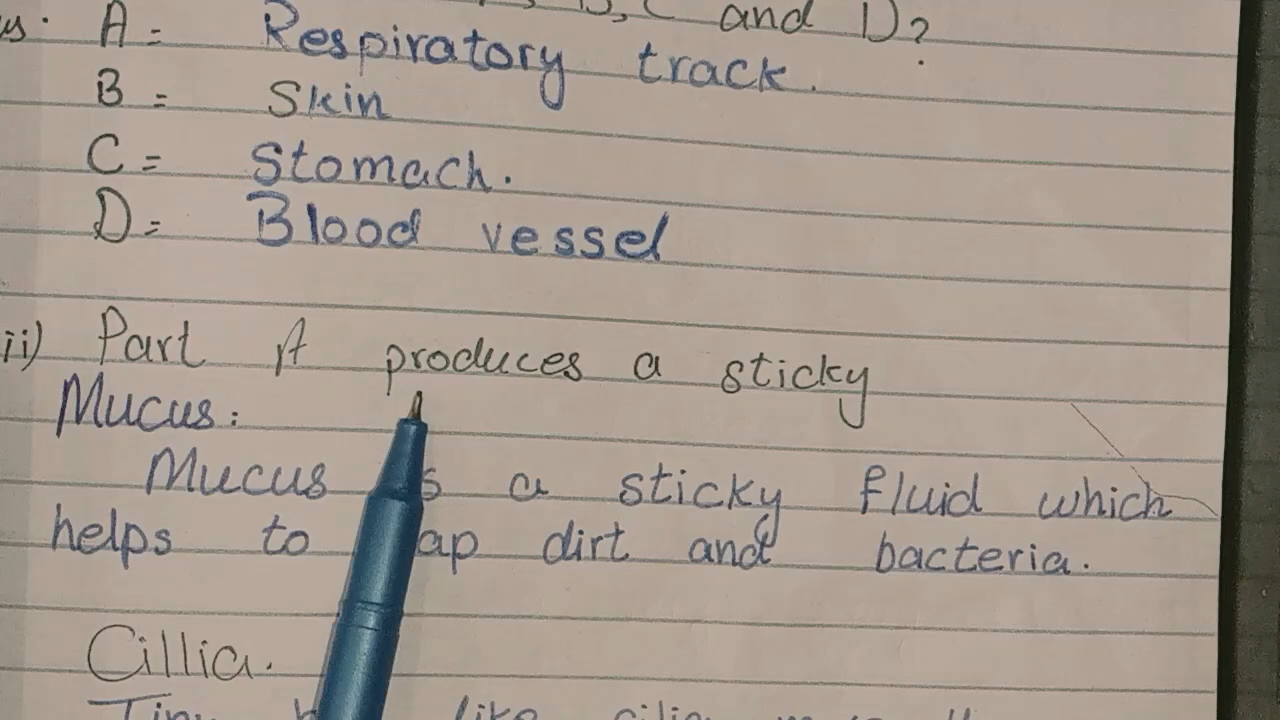 C and D?
A = Respiratory track.
B = Skin
C = Stomach.
D = Blood vessel
ii) Part A produces a sticky
Mucus:
Mucus a sticky fluid which
helps to dirt and bacteria.
Cillia.